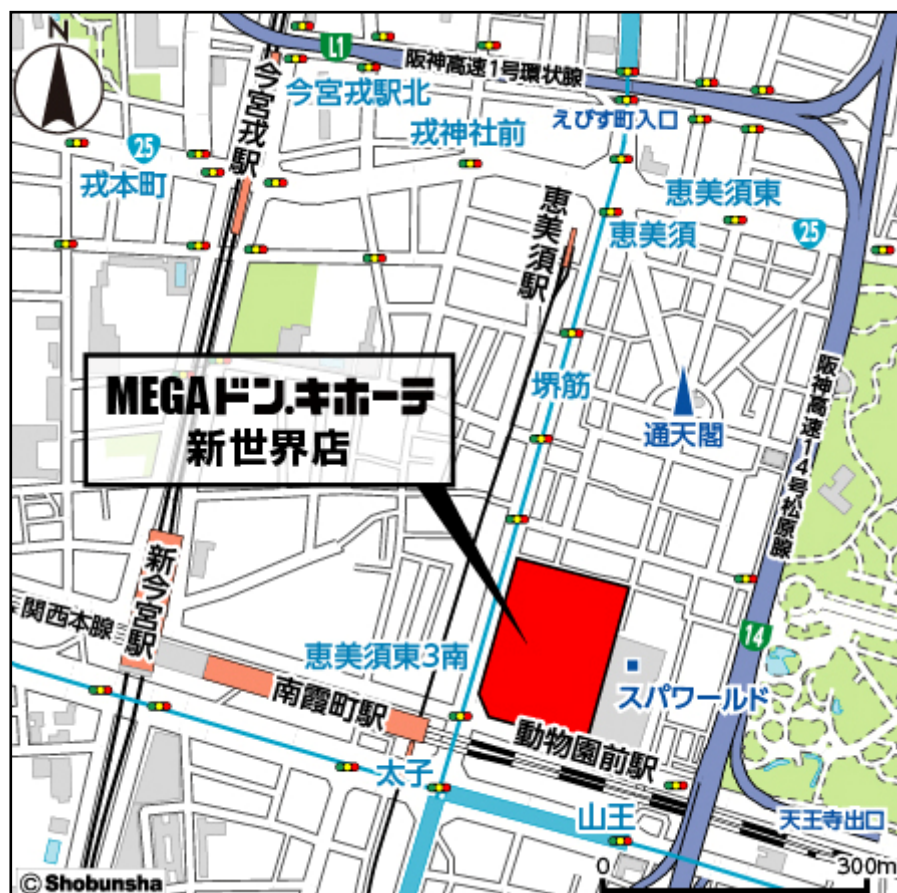 N
L1
阪神高速1号環状線
今宮戎駅北
えびす町入口
戎神社前
25
今宮戎駅
戎本町
恵美須東
恵美須
25
恵美須駅
阪神高速14号松原線
堺筋
通天閣
MEGAドン.キホーテ
新世界店
新今宮駅
関西本線
14
恵美須東3南
スパワールド
南霞町駅
動物園前駅
太子
山王
天王寺出口
0 300m
© Shobunsha